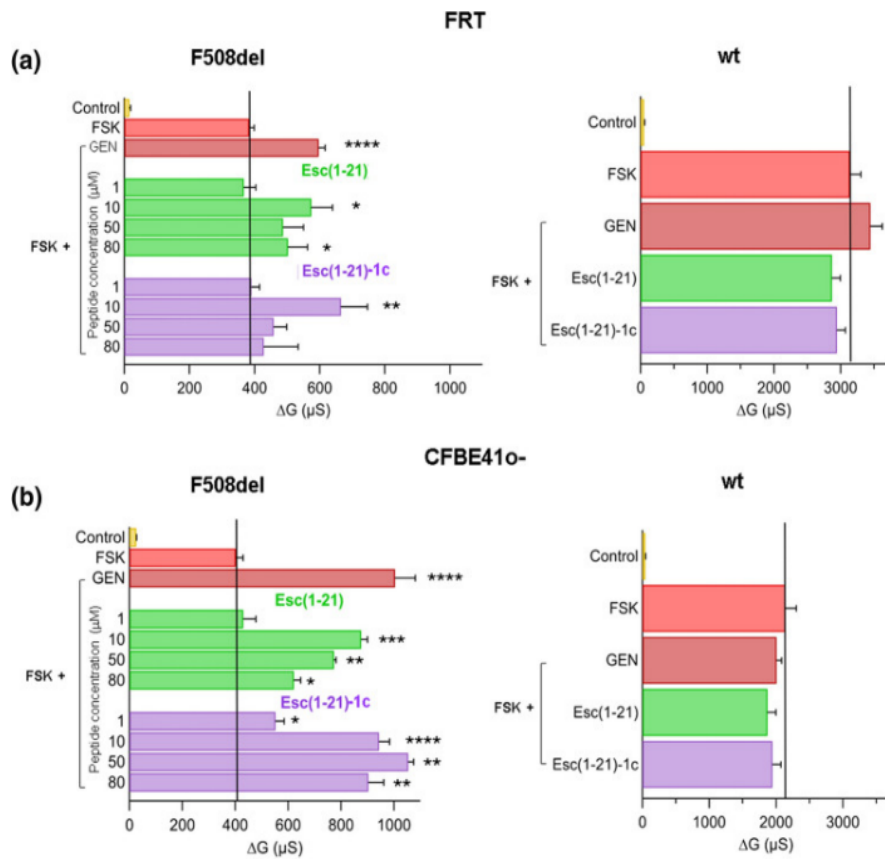 FRT
(a)
F508del
Control
FSK
GEN
****
Esc(1-21)
1
10
*
50
80
*
Esc(1-21)-1c
1
10
**
50
80
Peptide concentration (µM)
FSK +
0 200 400 600 800 1000
ΔG (µS)
wt
Control
FSK
GEN
Esc(1-21)
Esc(1-21)-1c
FSK +
0 1000 2000 3000
ΔG (µS)
CFBE41o-
(b)
F508del
Control
FSK
GEN
****
Esc(1-21)
1
10
***
50
**
80
*
Esc(1-21)-1c
1
*
10
****
50
**
80
**
Peptide concentration (µM)
FSK +
0 200 400 600 800 1000
ΔG (µS)
wt
Control
FSK
GEN
Esc(1-21)
Esc(1-21)-1c
FSK +
0 1000 2000 3000
ΔG (µS)